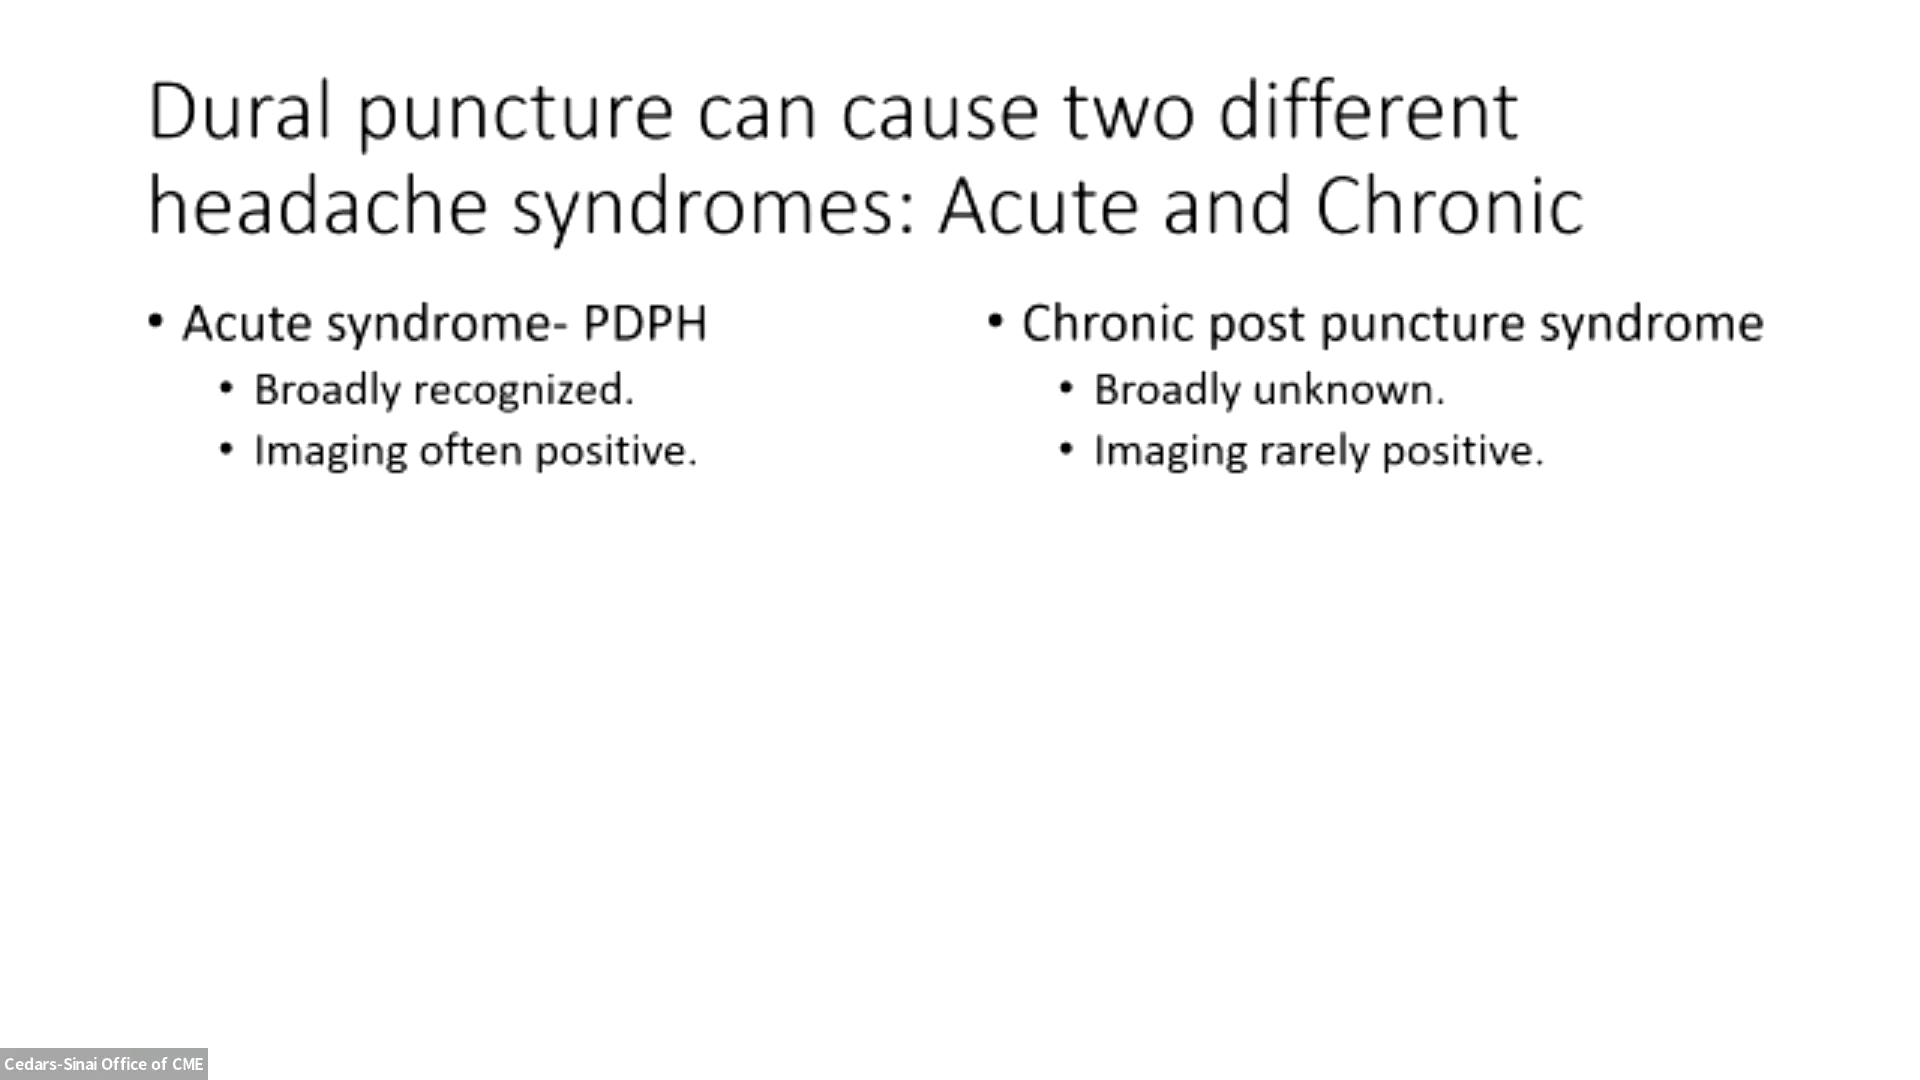 Dural puncture can cause two different
headache syndromes: Acute and Chronic
• Acute syndrome- PDPH
• Broadly recognized.
• Imaging often positive.
• Chronic post puncture syndrome
• Broadly unknown.
• Imaging rarely positive.
Cedars-Sinai Office of CME